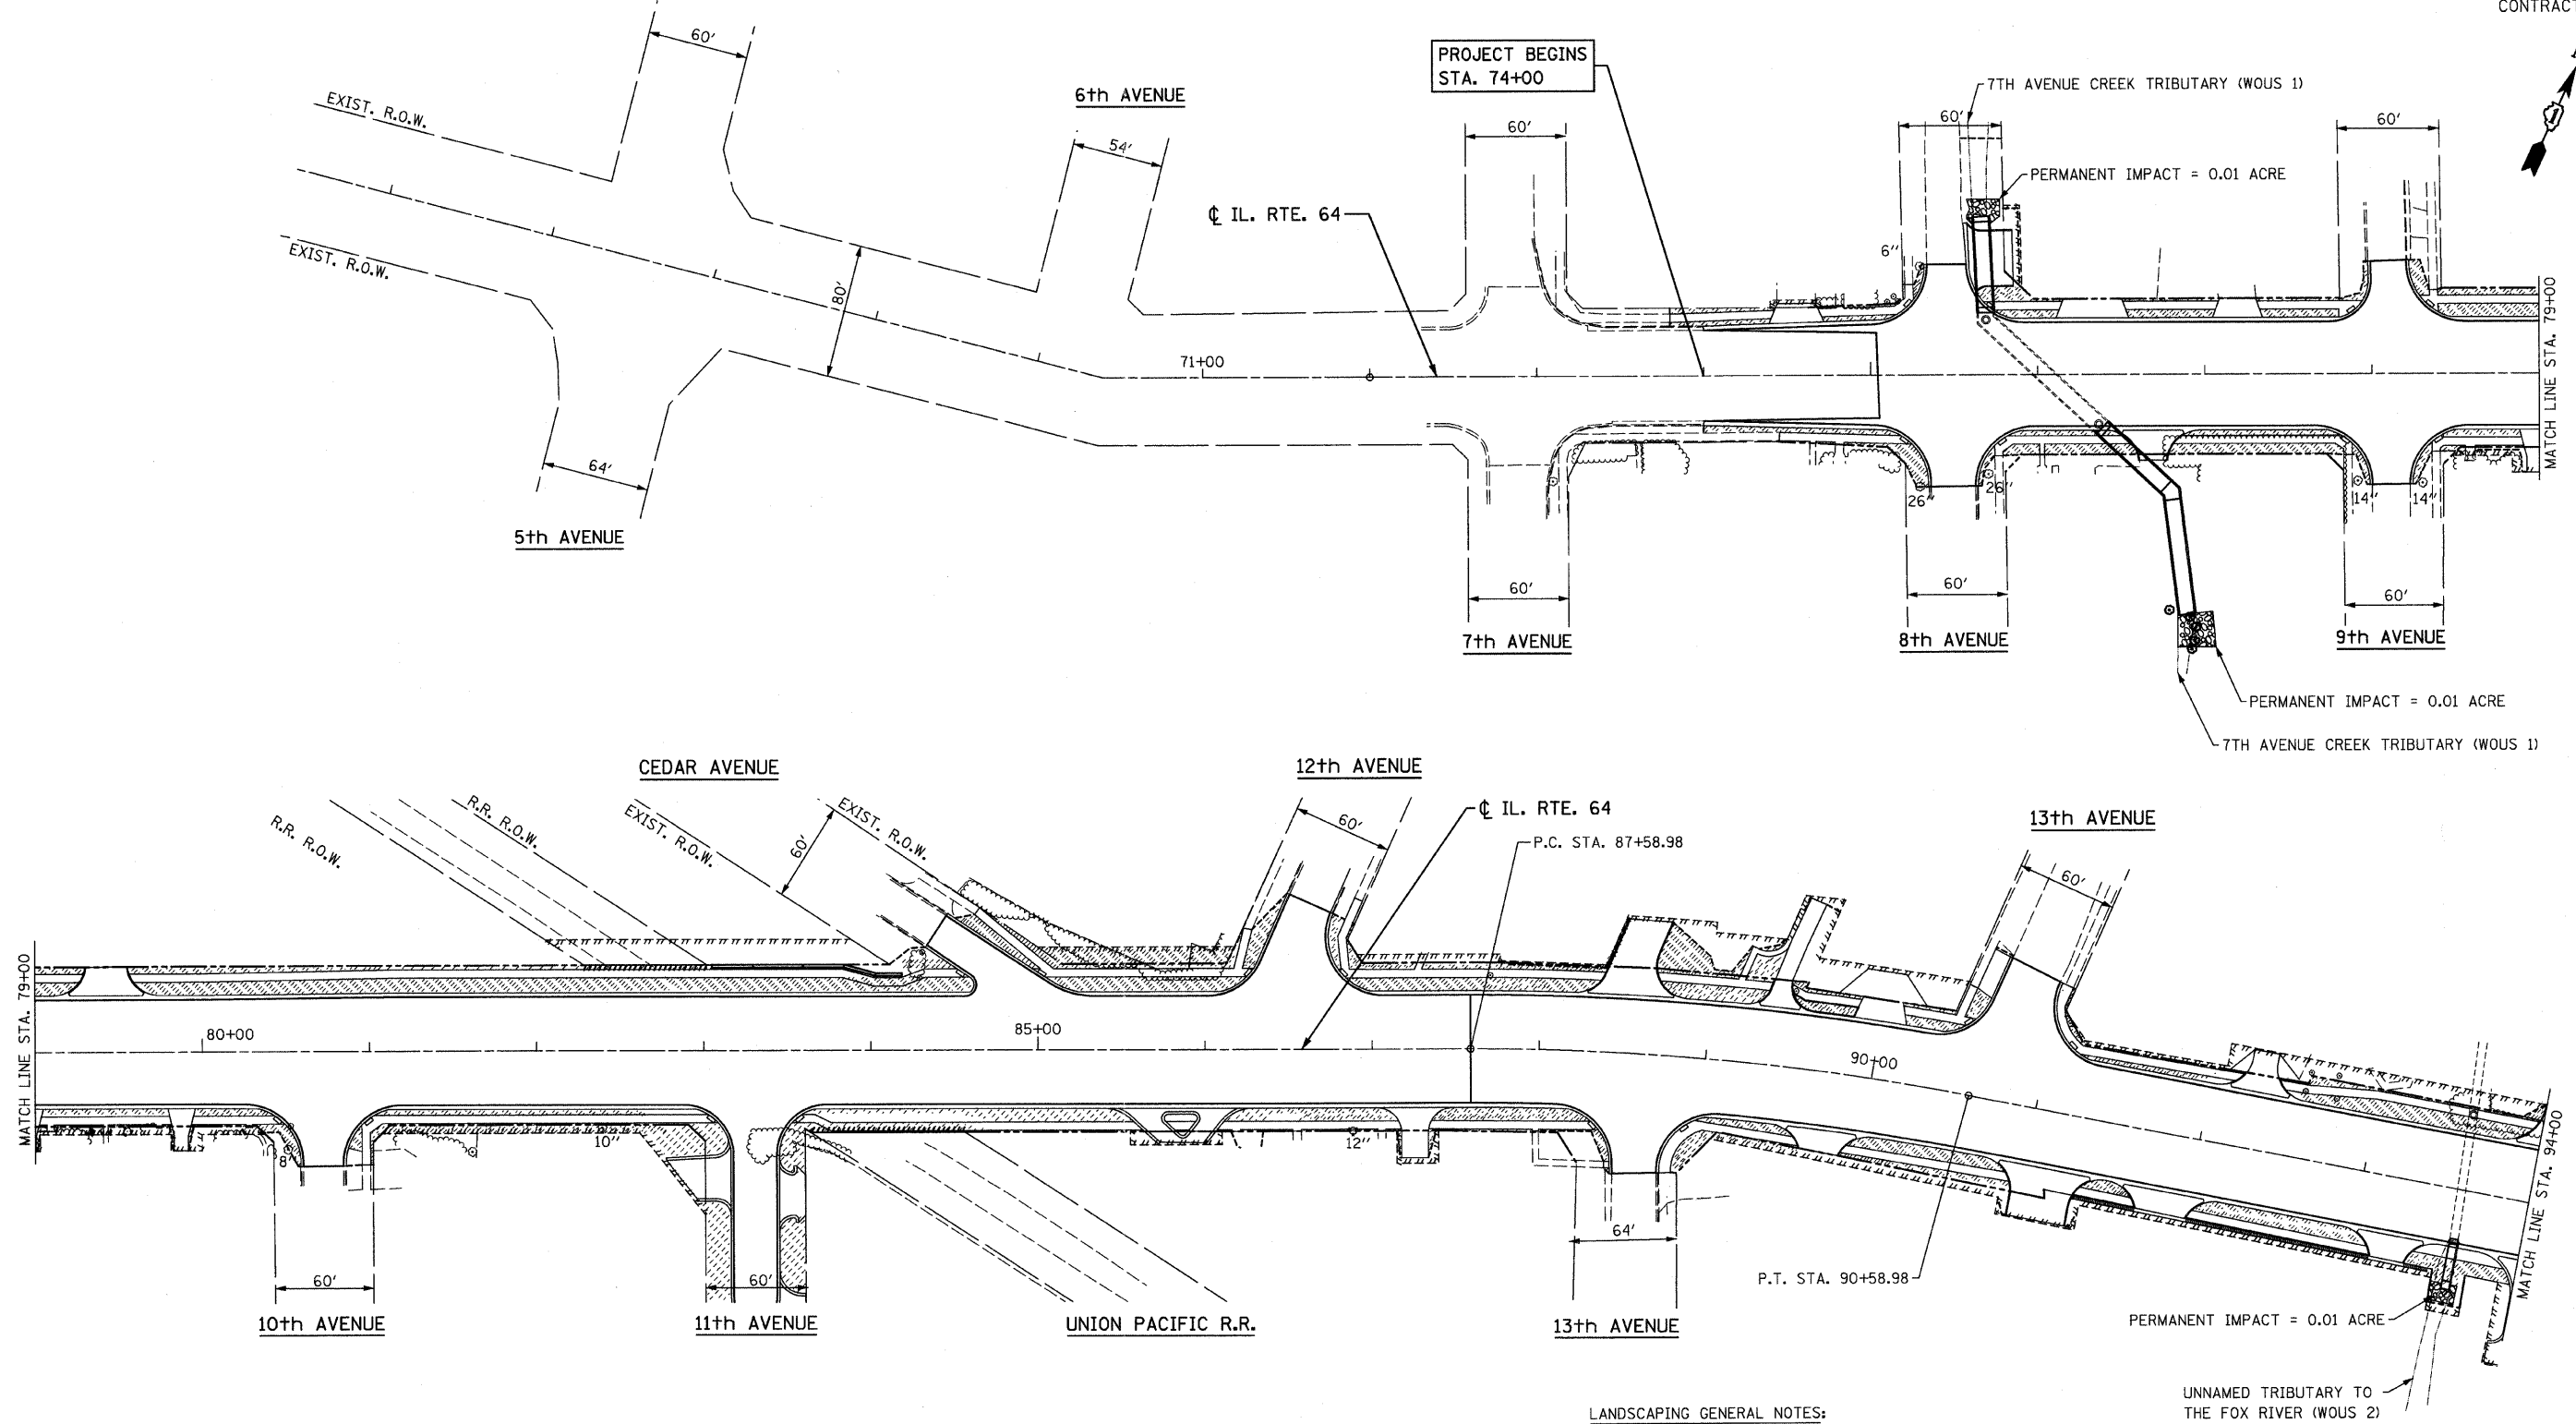 CONTRACT
60'
PROJECT BEGINS
STA. 74+00
7TH AVENUE CREEK TRIBUTARY (WOUS 1)
6th AVENUE
EXIST. R.O.W.
60'
60'
60'
54'
PERMANENT IMPACT = 0.01 ACRE
℄ IL. RTE. 64
EXIST. R.O.W.
6"
80'
71+00
MATCH LINE STA. 79+00
64'
26"
26"
14"
14"
5th AVENUE
60'
60'
60'
7th AVENUE
8th AVENUE
9th AVENUE
PERMANENT IMPACT = 0.01 ACRE
7TH AVENUE CREEK TRIBUTARY (WOUS 1)
CEDAR AVENUE
12th AVENUE
R.R. R.O.W.
R.R. R.O.W.
EXIST. R.O.W.
EXIST. R.O.W.
60'
60'
℄ IL. RTE. 64
P.C. STA. 87+58.98
13th AVENUE
60'
MATCH LINE STA. 79+00
80+00
85+00
90+00
8"
10"
12"
MATCH LINE STA. 94+00
64'
60'
60'
P.T. STA. 90+58.98
10th AVENUE
11th AVENUE
UNION PACIFIC R.R.
13th AVENUE
PERMANENT IMPACT = 0.01 ACRE
UNNAMED TRIBUTARY TO
THE FOX RIVER (WOUS 2)
LANDSCAPING GENERAL NOTES: